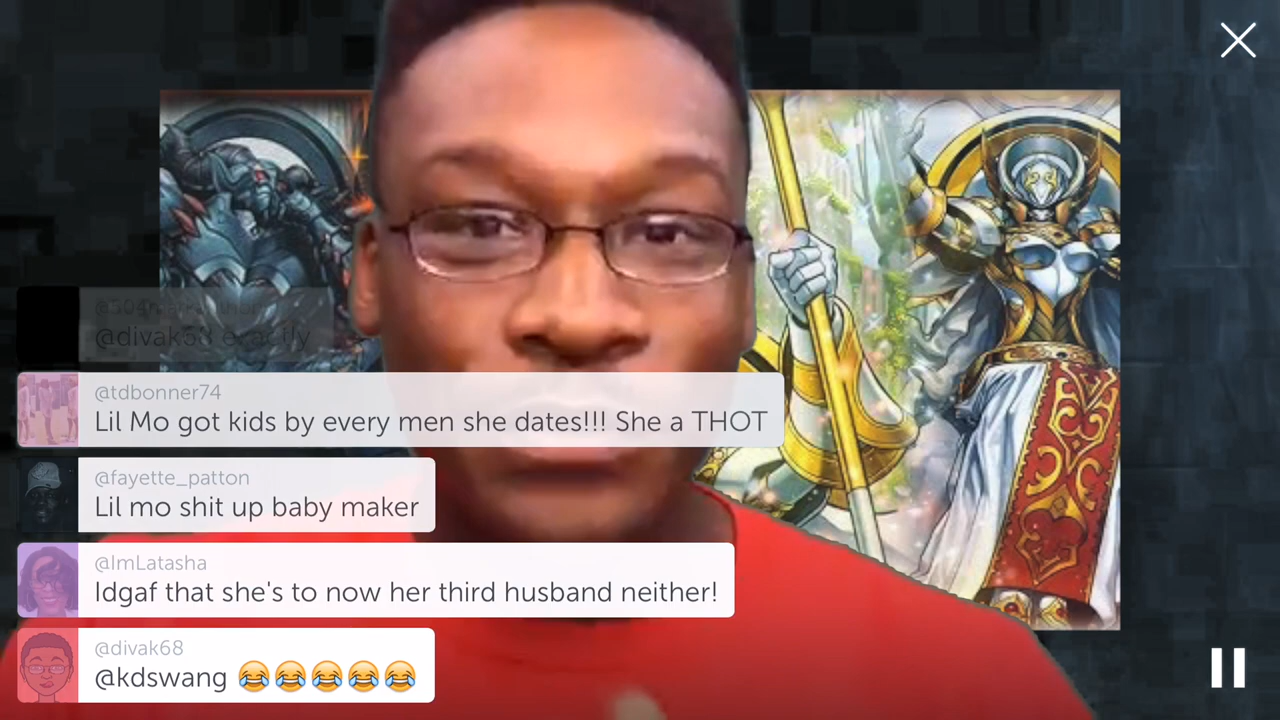 @divak68 exactly
@tdbonner74
Lil Mo got kids by every men she dates!!! She a THOT
@fayette_patton
Lil mo shit up baby maker
@ImLatasha
Idgaf that she's to now her third husband neither!
@divak68
@kdswang 😂😂😂😂😂